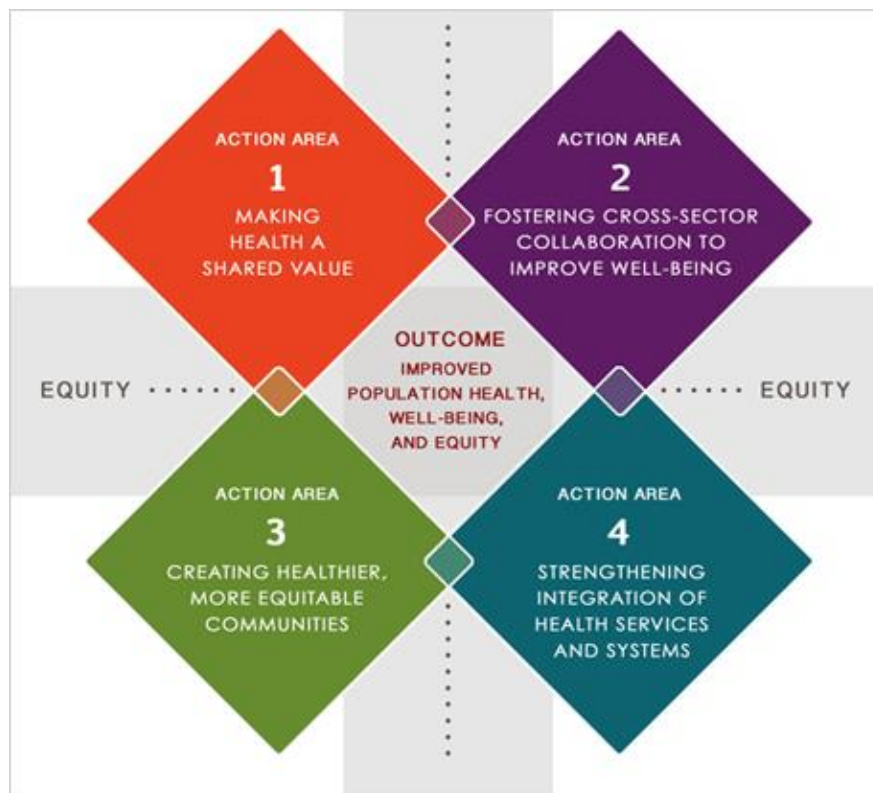 ACTION AREA
1
MAKING
HEALTH A
SHARED VALUE
ACTION AREA
2
FOSTERING CROSS-SECTOR
COLLABORATION TO
IMPROVE WELL-BEING
OUTCOME
IMPROVED
POPULATION HEALTH,
WELL-BEING,
AND EQUITY
EQUITY
EQUITY
ACTION AREA
3
CREATING HEALTHIER,
MORE EQUITABLE
COMMUNITIES
ACTION AREA
4
STRENGTHENING
INTEGRATION OF
HEALTH SERVICES
AND SYSTEMS